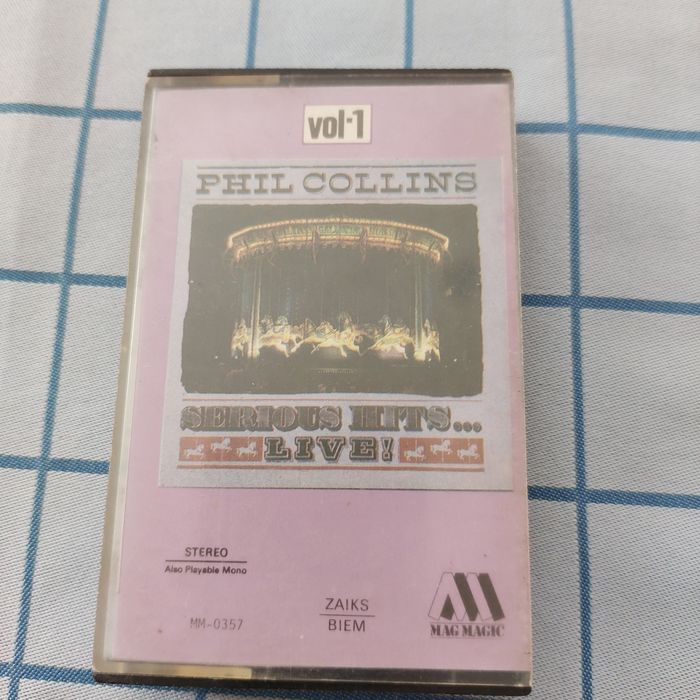 vol-1
PHIL COLLINS
SERIOUS HITS...
LIVE!
STEREO
Also Playable Mono
MM-0357
ZAIKS
BIEM
MAG MAGIC